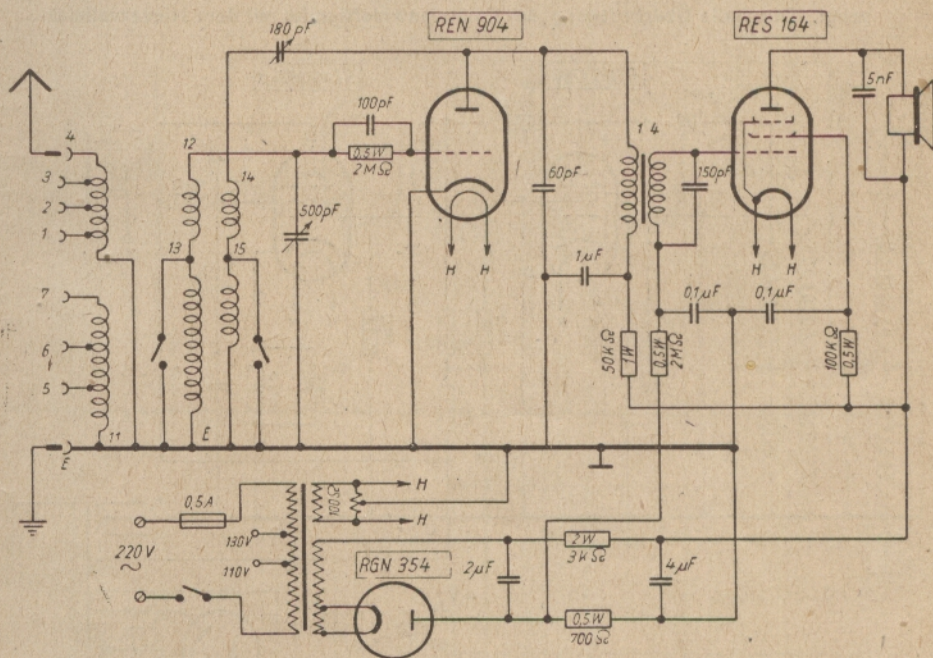 180 pF
REN 904
RES 164
5nF
4
3
2
1
12
100pF
0,5W
2MΩ
14
1:4
150pF
60pF
500pF
13
15
H H
H H
7
6
5
11
1µF
0,1µF
0,1µF
50KΩ
1W
0,5W
2MΩ
100KΩ
0,5W
E
E
0,5A
100Ω
H
H
130V
110V
220V
~
RGN 354
2µF
2W
3KΩ
4µF
0,5W
700Ω